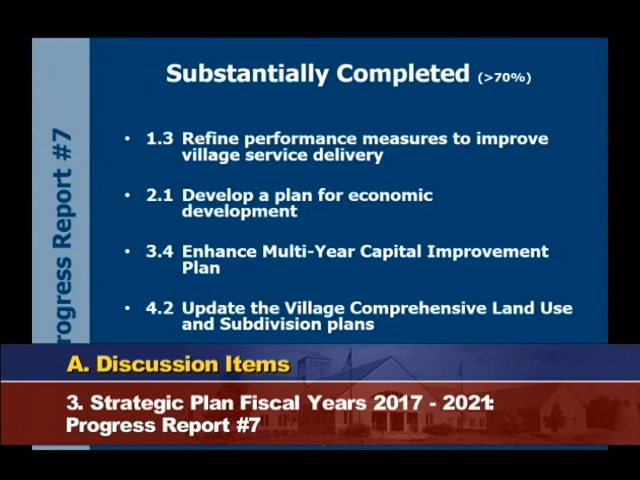 Substantially Completed (>70%)
rogress Report #7
• 1.3 Refine performance measures to improve
village service delivery
• 2.1 Develop a plan for economic
development
• 3.4 Enhance Multi-Year Capital Improvement
Plan
• 4.2 Update the Village Comprehensive Land Use
and Subdivision plans
A. Discussion Items
3. Strategic Plan Fiscal Years 2017 - 2021:
Progress Report #7